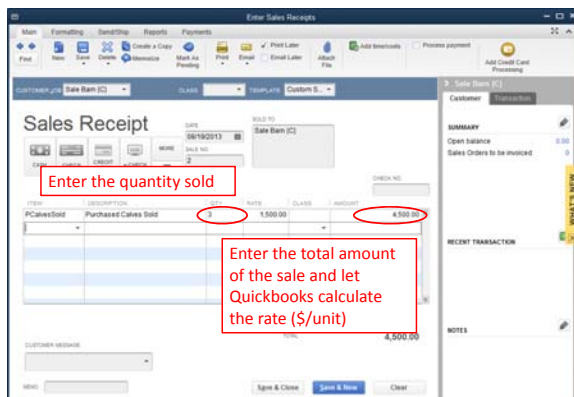 Enter Sales Receipts
Main Formatting Send/Ship Reports Payments
Find New Save Delete Create a Copy Memorize Mark As Pending Print Email Print Later Email Later Attach File Add time/costs Process payment Add Credit Card Processing
CUSTOMER:JOB Sale Barn [C] CLASS TEMPLATE Custom S...
Sale Barn [C]
Customer Transaction
Sales Receipt
DATE
09/19/2013
SALE NO.
2
SOLD TO
Sale Barn [C]
CASH CHECK CREDIT e-CHECK MORE
SUMMARY
Open balance 0.00
Sales Orders to be invoiced 0
Enter the quantity sold
CHECK NO.
ITEM DESCRIPTION QTY RATE CLASS AMOUNT
PCalvesSold Purchased Calves Sold 3 1,500.00 4,500.00
RECENT TRANSACTION
Enter the total amount
of the sale and let
Quickbooks calculate
the rate ($/unit)
TOTAL 4,500.00
CUSTOMER MESSAGE
NOTES
MEMO
Save & Close Save & New Clear